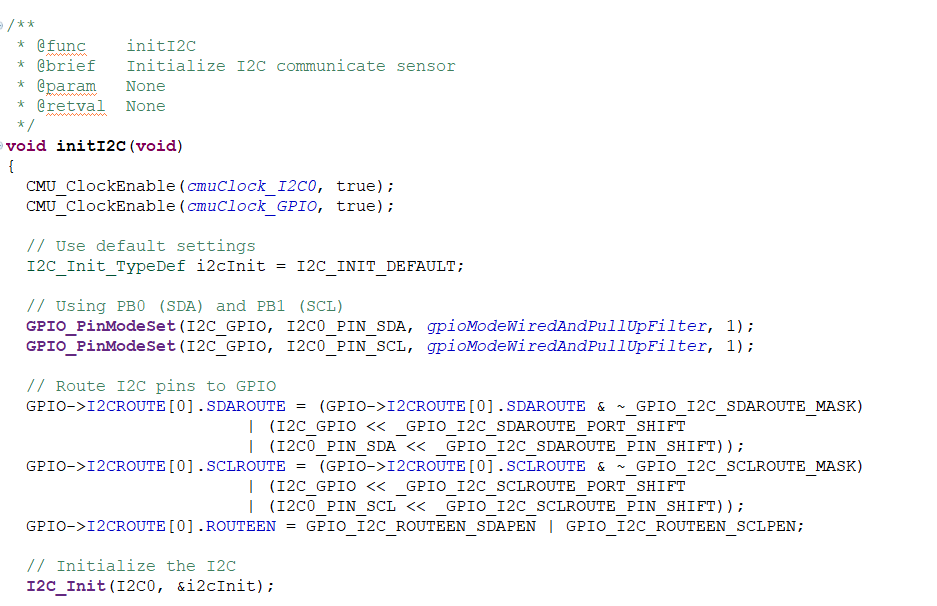 /**
 * @func    initI2C
 * @brief   Initialize I2C communicate sensor
 * @param   None
 * @retval  None
 */
void initI2C(void)
{
  CMU_ClockEnable(cmuClock_I2C0, true);
  CMU_ClockEnable(cmuClock_GPIO, true);

  // Use default settings
  I2C_Init_TypeDef i2cInit = I2C_INIT_DEFAULT;

  // Using PB0 (SDA) and PB1 (SCL)
  GPIO_PinModeSet(I2C_GPIO, I2C0_PIN_SDA, gpioModeWiredAndPullUpFilter, 1);
  GPIO_PinModeSet(I2C_GPIO, I2C0_PIN_SCL, gpioModeWiredAndPullUpFilter, 1);

  // Route I2C pins to GPIO
  GPIO->I2CROUTE[0].SDAROUTE = (GPIO->I2CROUTE[0].SDAROUTE & ~_GPIO_I2C_SDAROUTE_MASK)
                        | (I2C_GPIO << _GPIO_I2C_SDAROUTE_PORT_SHIFT
                        | (I2C0_PIN_SDA << _GPIO_I2C_SDAROUTE_PIN_SHIFT));
  GPIO->I2CROUTE[0].SCLROUTE = (GPIO->I2CROUTE[0].SCLROUTE & ~_GPIO_I2C_SCLROUTE_MASK)
                        | (I2C_GPIO << _GPIO_I2C_SCLROUTE_PORT_SHIFT
                        | (I2C0_PIN_SCL << _GPIO_I2C_SCLROUTE_PIN_SHIFT));
  GPIO->I2CROUTE[0].ROUTEEN = GPIO_I2C_ROUTEEN_SDAPEN | GPIO_I2C_ROUTEEN_SCLPEN;

  // Initialize the I2C
  I2C_Init(I2C0, &i2cInit);